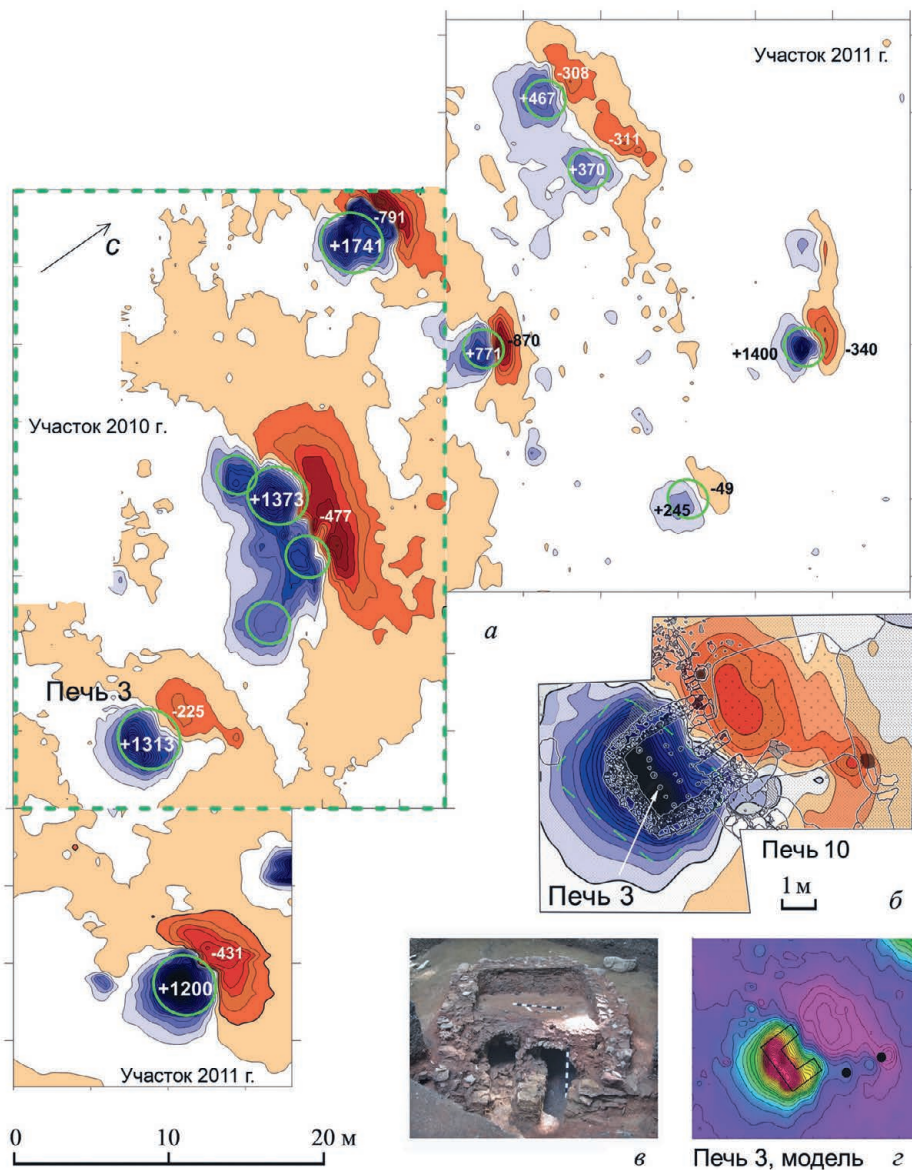 Участок 2011 г.
-308
+467
-311
+370
-791
+1741
с
+771
-870
+1400
-340
Участок 2010 г.
+1373
-477
+245
-49
а
Печь 3
-225
+1313
Печь 10
Печь 3
1 м
б
-431
+1200
Участок 2011 г.
0 10 20 м
в
Печь 3, модель
г